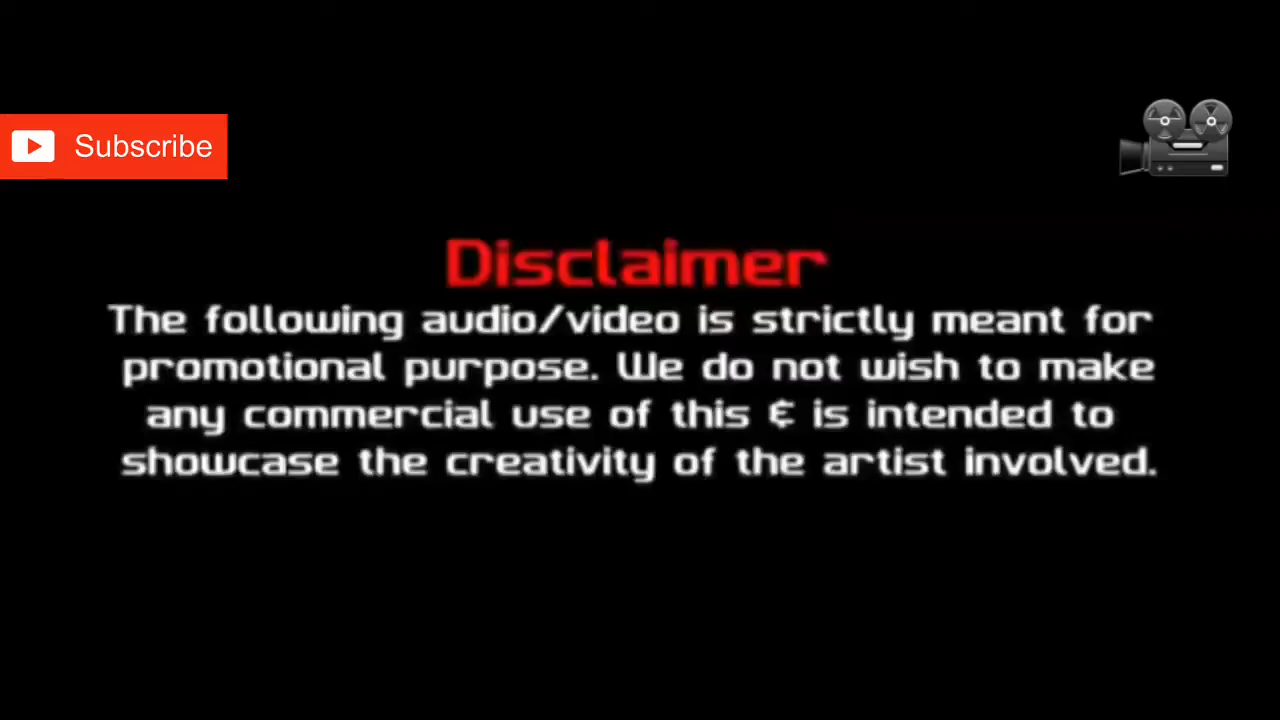 Subscribe
Disclaimer
The following audio/video is strictly meant for
promotional purpose. We do not wish to make
any commercial use of this & is intended to
showcase the creativity of the artist involved.